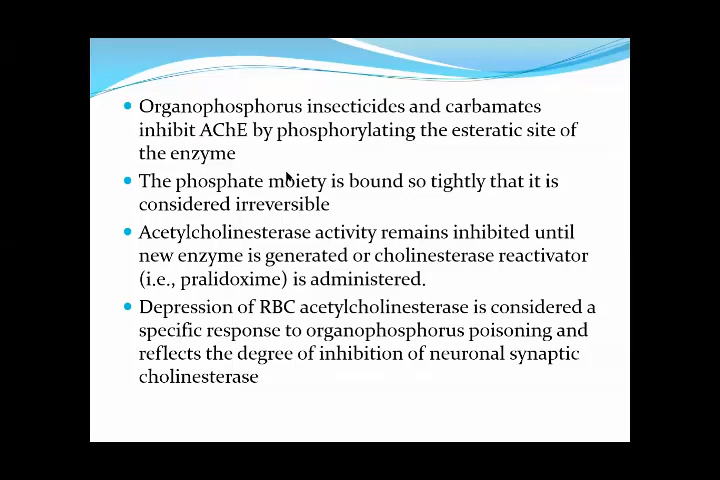 Organophosphorus insecticides and carbamates
inhibit AChE by phosphorylating the esteratic site of
the enzyme
The phosphate moiety is bound so tightly that it is
considered irreversible
Acetylcholinesterase activity remains inhibited until
new enzyme is generated or cholinesterase reactivator
(i.e., pralidoxime) is administered.
Depression of RBC acetylcholinesterase is considered a
specific response to organophosphorus poisoning and
reflects the degree of inhibition of neuronal synaptic
cholinesterase